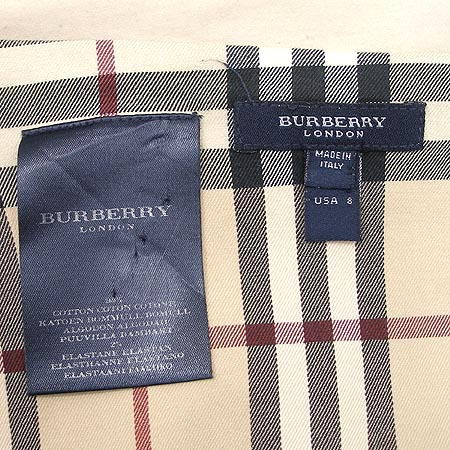 BURBERRY
LONDON
MADE IN
ITALY
USA 8
BURBERRY
LONDON
COTTON COTTON COTONE
KATOEN BOMULL BOMULL
ALGODON ALGODAO
PUUVILLA BAMBAKI
ELASTANE ELASTAN
ELASTHANNE ELASTANO
ELASTAANI